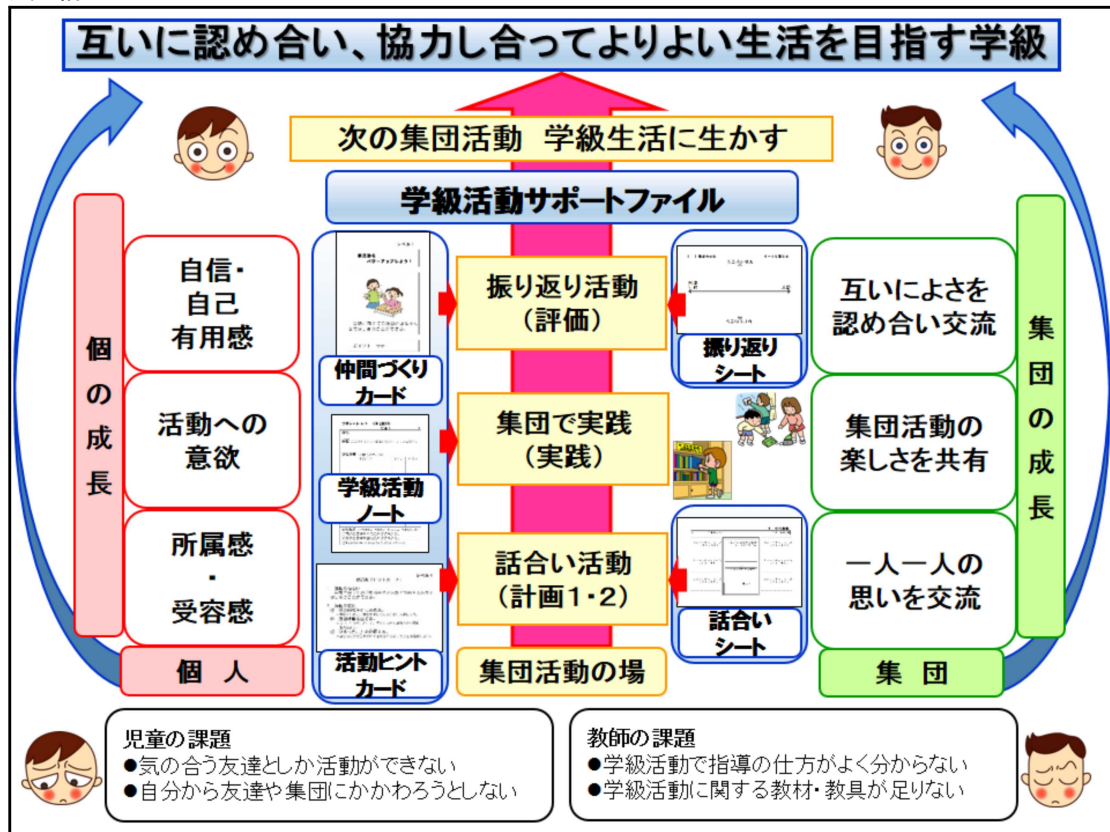 互いに認め合い、協力し合ってよりよい生活を目指す学級
次の集団活動 学級生活に生かす
学級活動サポートファイル
個の成長
自信・
自己
有用感
活動への
意欲
所属感
・
受容感
個 人
仲間づくり
カード
学級活動
ノート
活動ヒント
カード
振り返り活動
(評価)
集団で実践
(実践)
話合い活動
(計画1・2)
集団活動の場
振り返り
シート
話合い
シート
互いによさを
認め合い交流
集団活動の
楽しさを共有
一人一人の
思いを交流
集 団
集団の成長
児童の課題
●気の合う友達としか活動ができない
●自分から友達や集団にかかわろうとしない
教師の課題
●学級活動で指導の仕方がよく分からない
●学級活動に関する教材・教具が足りない